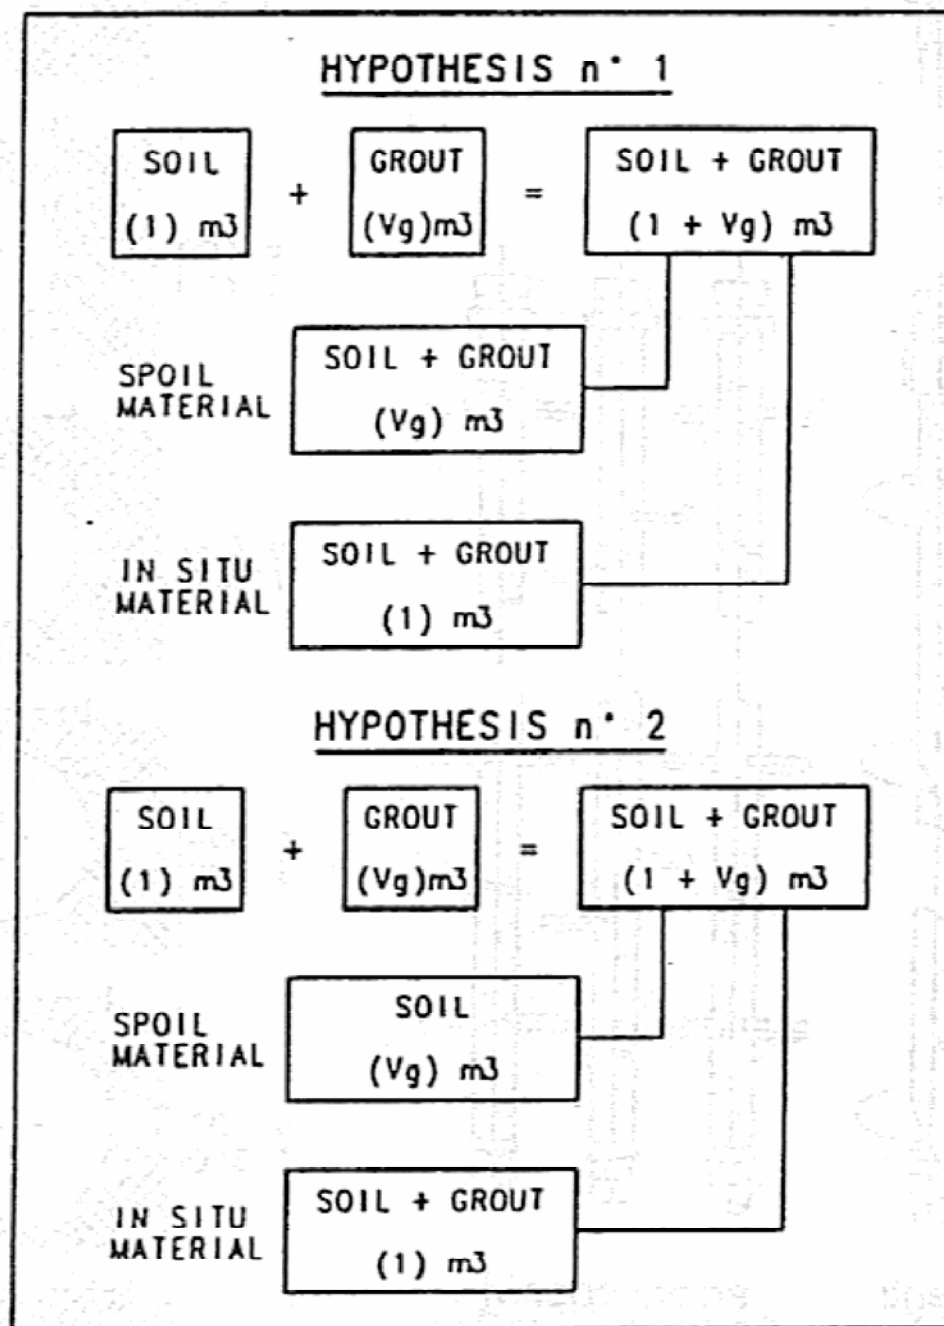 HYPOTHESIS n° 1
SOIL + GROUT = SOIL + GROUT
(1) m3 (Vg)m3 (1 + Vg) m3
SPOIL MATERIAL
SOIL + GROUT
(Vg) m3
IN SITU MATERIAL
SOIL + GROUT
(1) m3
HYPOTHESIS n° 2
SOIL + GROUT = SOIL + GROUT
(1) m3 (Vg)m3 (1 + Vg) m3
SPOIL MATERIAL
SOIL
(Vg) m3
IN SITU MATERIAL
SOIL + GROUT
(1) m3